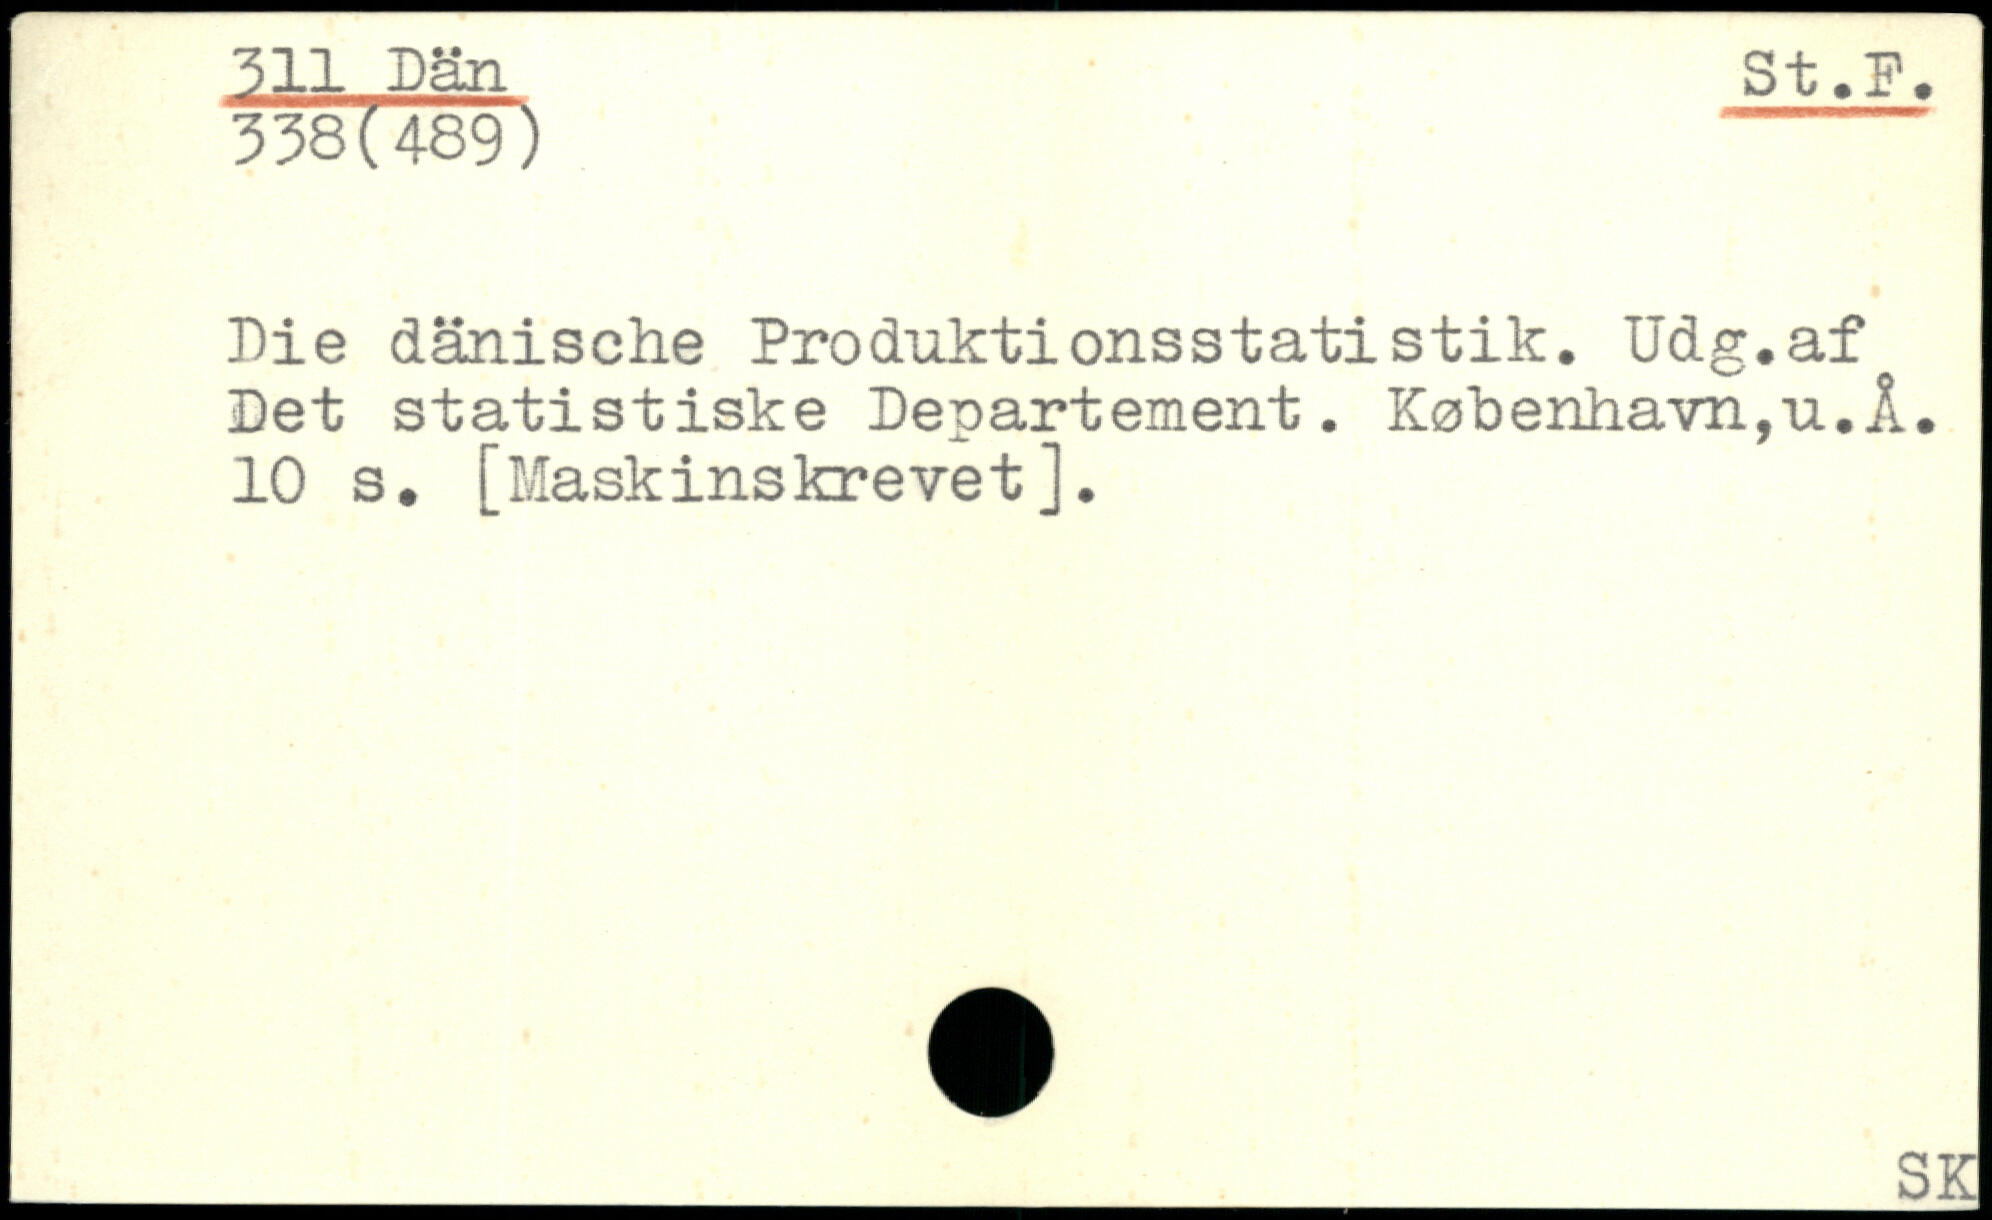 311 Dän St.F.
338(489)
Die dänische Produktionsstatistik. Udg.af
Det statistiske Departement. København,u.Å.
10 s. [Maskinskrevet].
SK